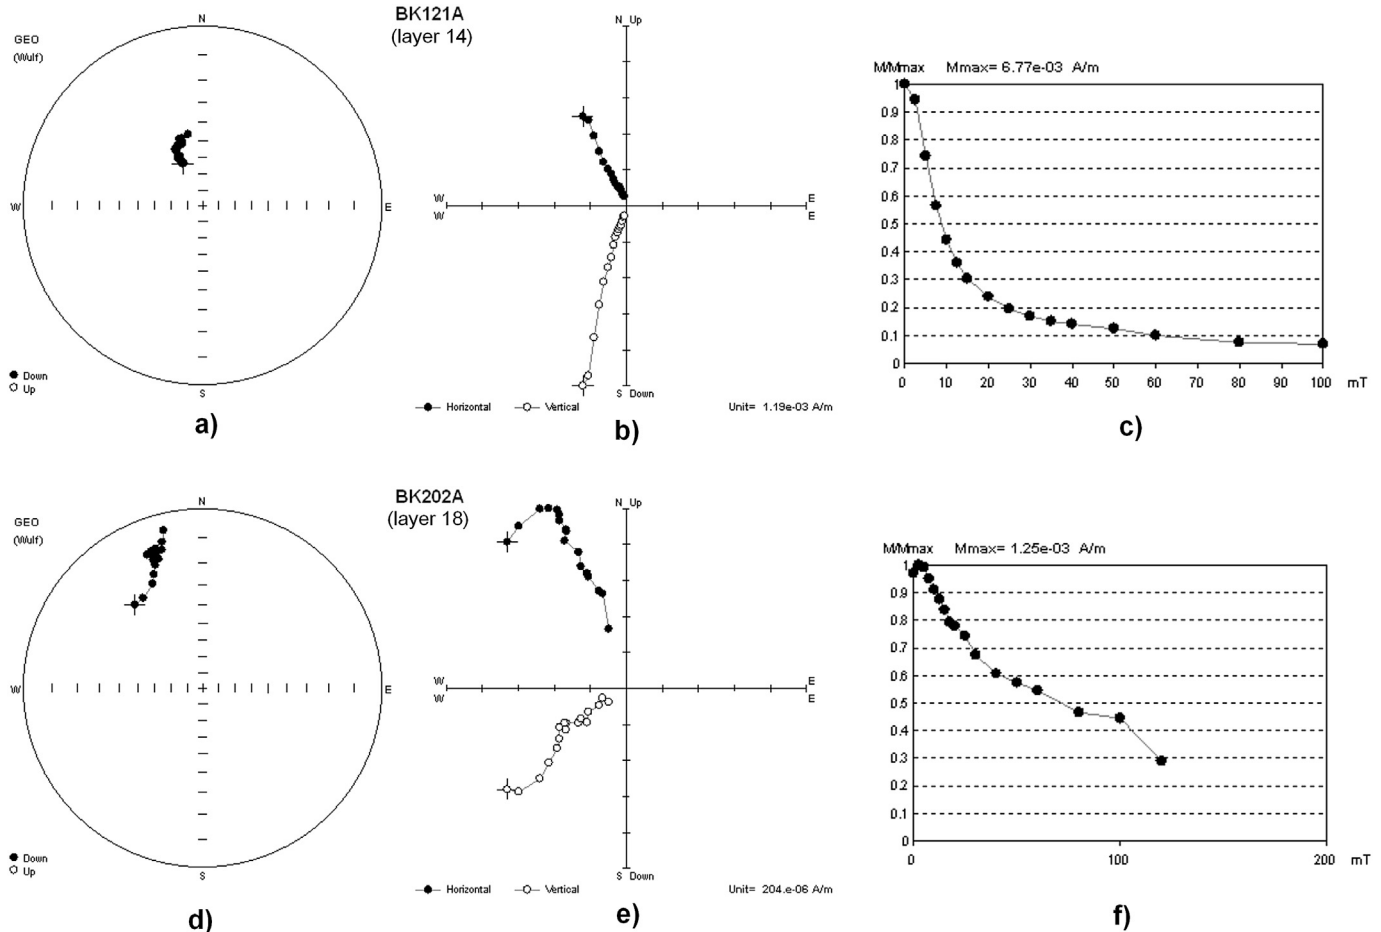 BK121A
(layer 14)
GEO
(Wulf)
N
W
E
S
Down
Up
a)
N Up
W
E
W
E
S Down
Horizontal
Vertical
Unit= 1.19e-03 A/m
b)
M/Mmax Mmax= 6.77e-03 A/m
1
0.9
0.8
0.7
0.6
0.5
0.4
0.3
0.2
0.1
0
0 10 20 30 40 50 60 70 80 90 100 mT
c)
BK202A
(layer 18)
GEO
(Wulf)
N
W
E
S
Down
Up
d)
N Up
W
E
W
E
S Down
Horizontal
Vertical
Unit= 204.e-06 A/m
e)
M/Mmax Mmax= 1.25e-03 A/m
1
0.9
0.8
0.7
0.6
0.5
0.4
0.3
0.2
0.1
0
0 100 200 mT
f)